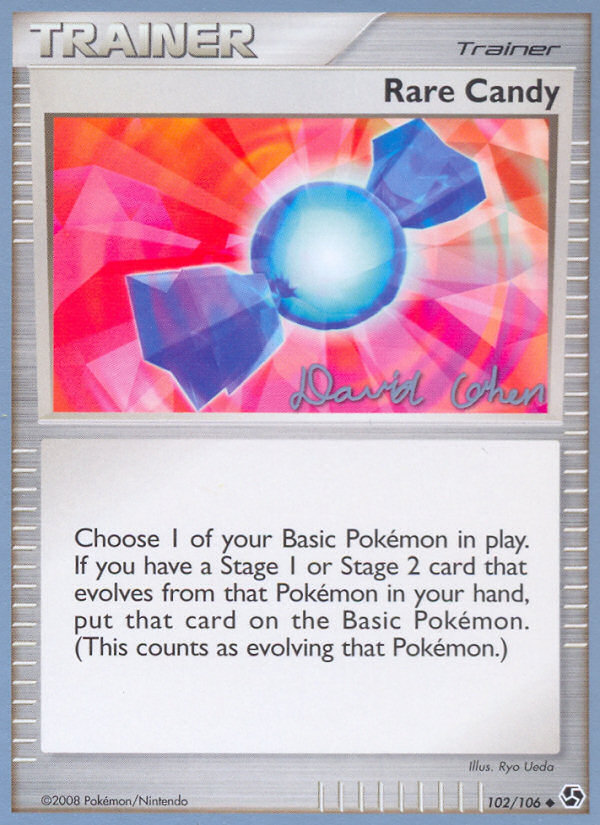 TRAINER
Trainer
Rare Candy
David Cohen
Choose 1 of your Basic Pokémon in play.
If you have a Stage 1 or Stage 2 card that
evolves from that Pokémon in your hand,
put that card on the Basic Pokémon.
(This counts as evolving that Pokémon.)
Illus. Ryo Ueda
©2008 Pokémon/Nintendo
102/106